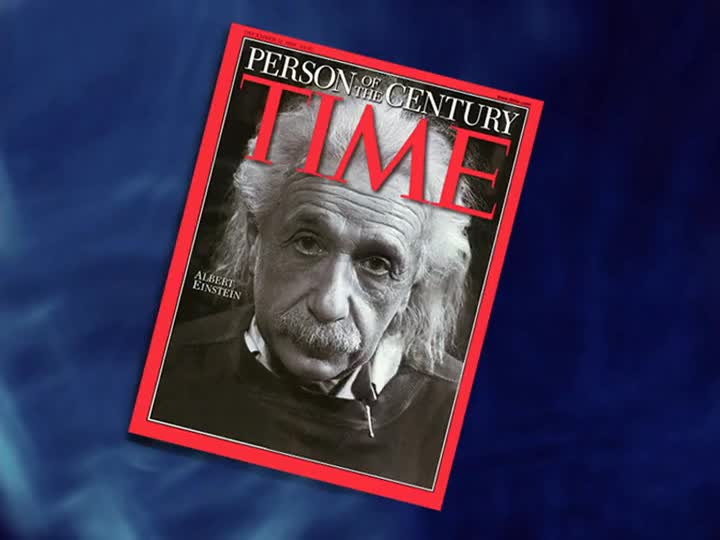 PERSON OF THE CENTURY
TIME
ALBERT
EINSTEIN